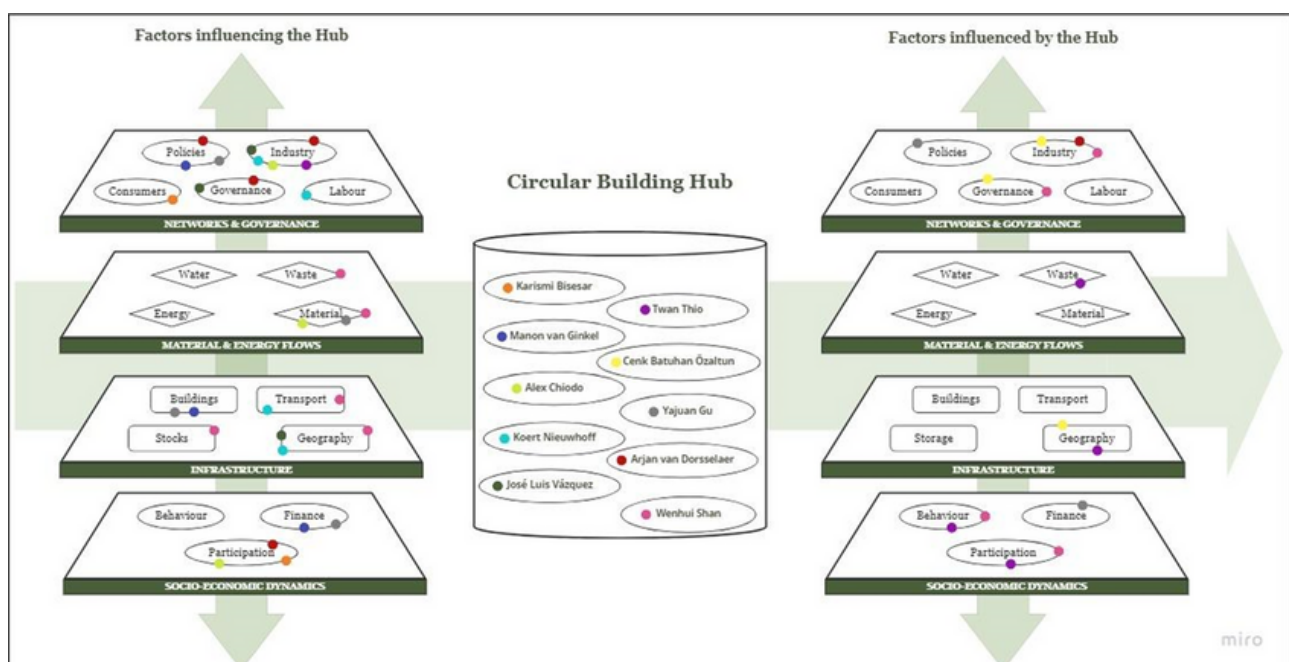 Factors influencing the Hub
Factors influenced by the Hub
Policies
Industry
Consumers
Governance
Labour
NETWORKS & GOVERNANCE
Water
Waste
Energy
Material
MATERIAL & ENERGY FLOWS
Buildings
Transport
Stocks
Geography
INFRASTRUCTURE
Behaviour
Finance
Participation
SOCIO-ECONOMIC DYNAMICS
Circular Building Hub
Karismi Bisesar
Twan Thio
Manon van Ginkel
Cenk Batuhan Özaltun
Alex Chiodo
Yajuan Gu
Koert Nieuwhoff
Arjan van Dorsselaer
José Luis Vázquez
Wenhui Shan
Policies
Industry
Consumers
Governance
Labour
NETWORKS & GOVERNANCE
Water
Waste
Energy
Material
MATERIAL & ENERGY FLOWS
Buildings
Transport
Storage
Geography
INFRASTRUCTURE
Behaviour
Finance
Participation
SOCIO-ECONOMIC DYNAMICS
miro